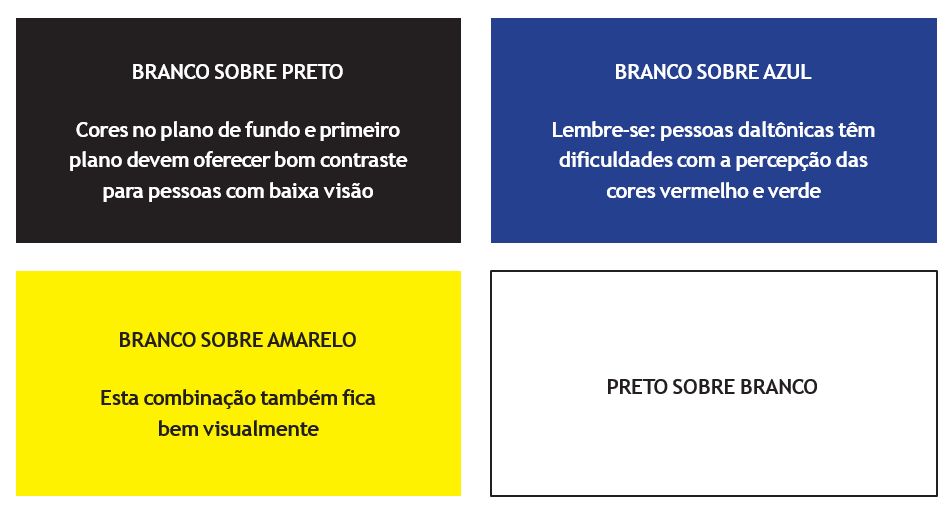 BRANCO SOBRE PRETO
Cores no plano de fundo e primeiro
plano devem oferecer bom contraste
para pessoas com baixa visão
BRANCO SOBRE AZUL
Lembre-se: pessoas daltônicas têm
dificuldades com a percepção das
cores vermelho e verde
BRANCO SOBRE AMARELO
Esta combinação também fica
bem visualmente
PRETO SOBRE BRANCO